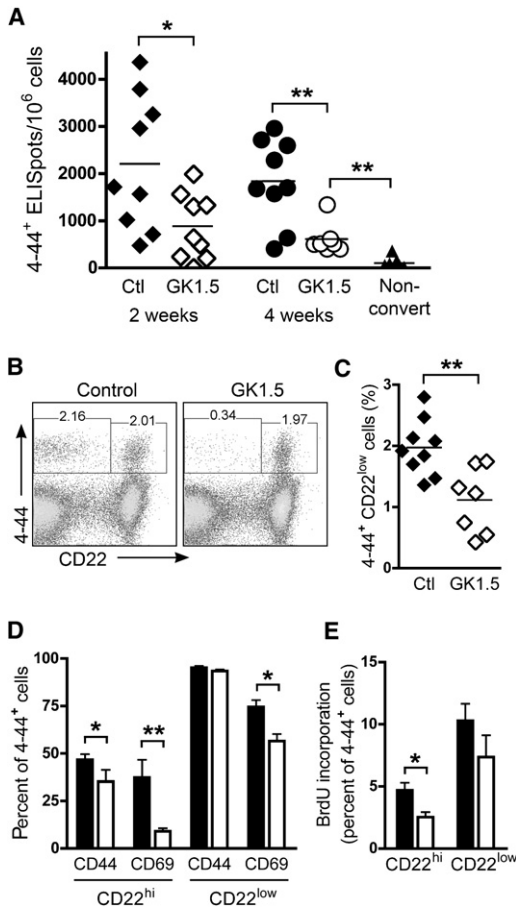 A
4-44⁺ ELISpots/10⁶ cells
4000
3000
2000
1000
0
*
**
**
Ctl GK1.5 Ctl GK1.5 Non-convert
2 weeks 4 weeks
B
Control GK1.5
2.16 2.01 0.34 1.97
4-44
CD22
C
4-44⁺ CD22ˡᵒʷ cells (%)
3
2
1
0
**
Ctl GK1.5
D
Percent of 4-44⁺ cells
100
75
50
25
0
* ** *
CD44 CD69 CD44 CD69
CD22ʰⁱ CD22ˡᵒʷ
E
BrdU incorporation
(percent of 4-44⁺ cells)
15
10
5
0
*
CD22ʰⁱ CD22ˡᵒʷ